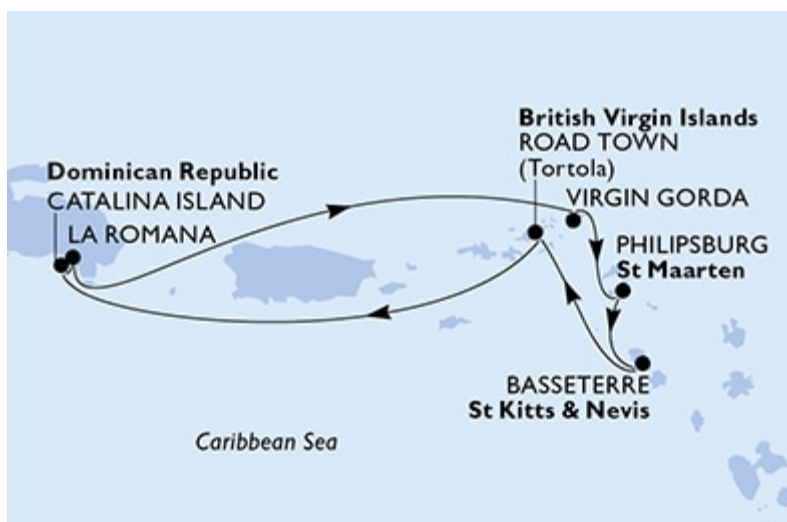 British Virgin Islands
ROAD TOWN
(Tortola)
Dominican Republic
CATALINA ISLAND
VIRGIN GORDA
LA ROMANA
PHILIPSBURG
St Maarten
BASSETERRE
St Kitts & Nevis
Caribbean Sea